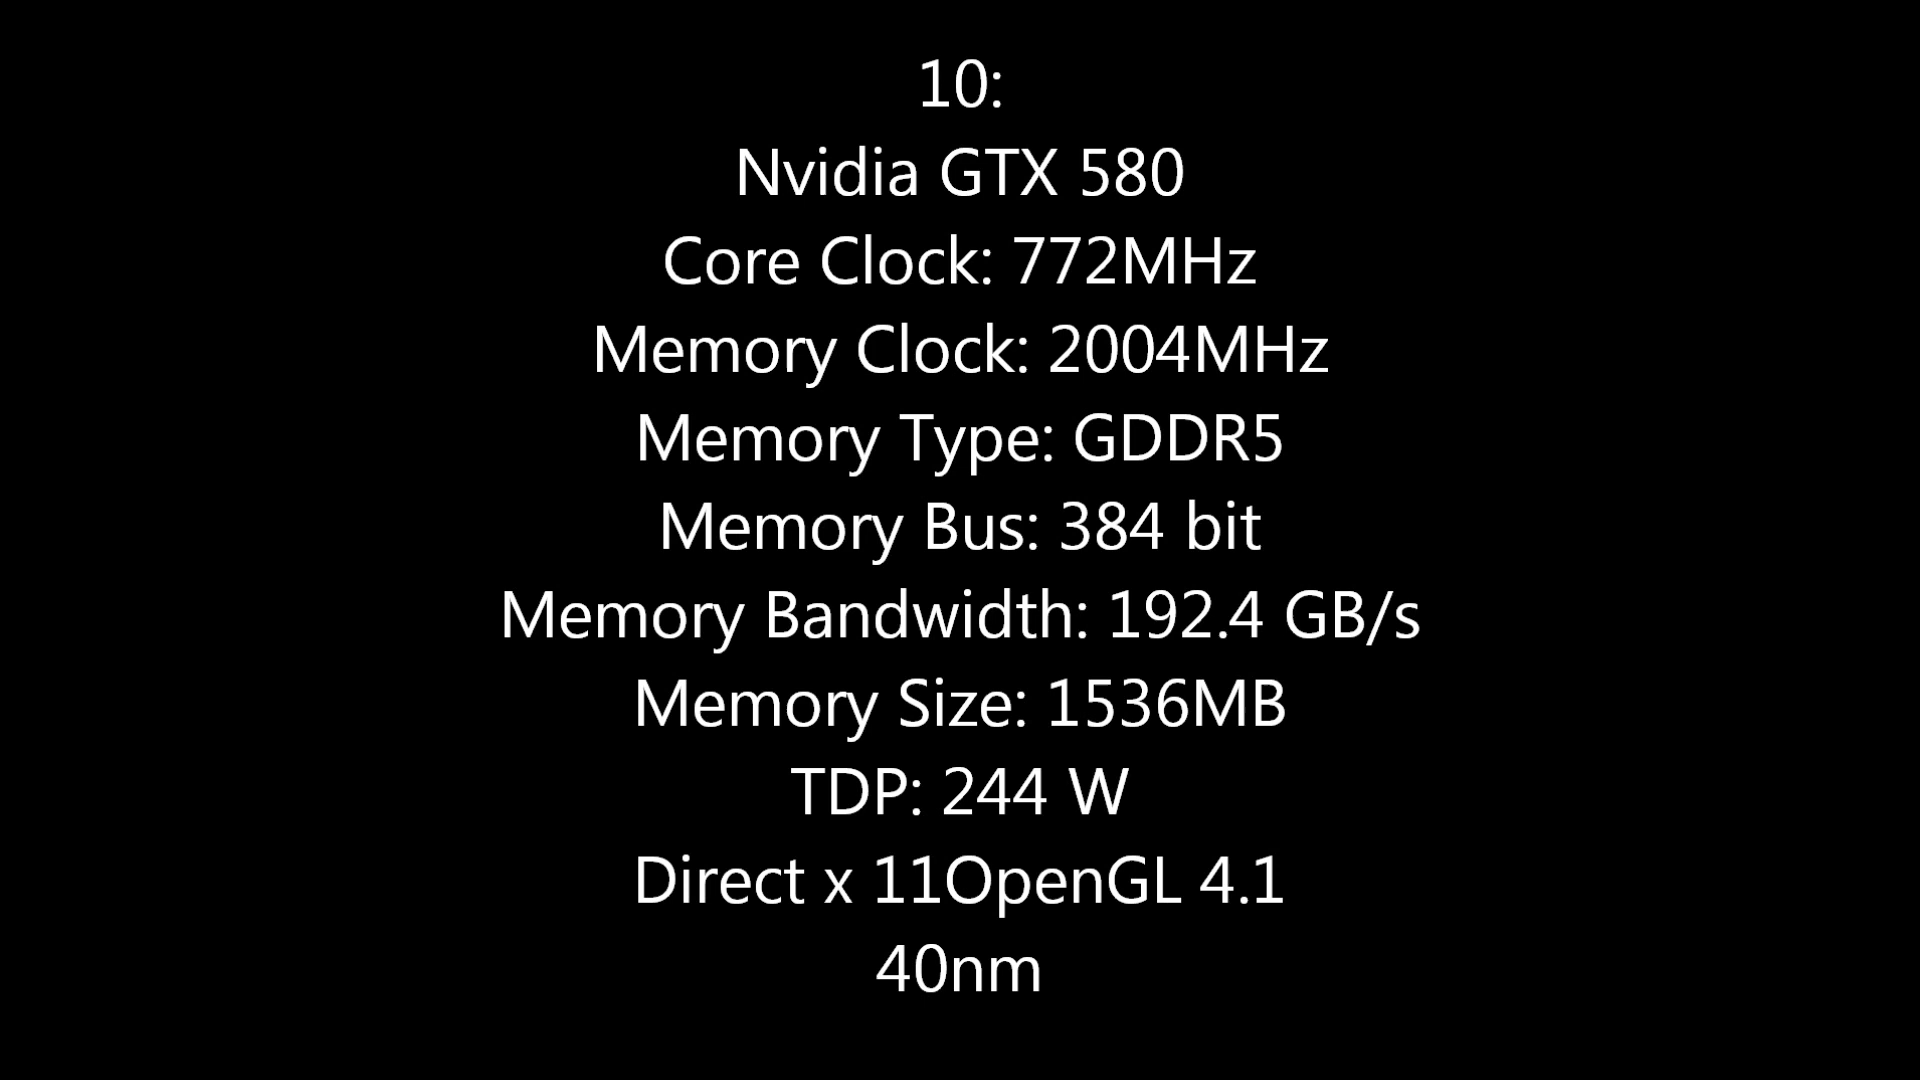 10:
Nvidia GTX 580
Core Clock: 772MHz
Memory Clock: 2004MHz
Memory Type: GDDR5
Memory Bus: 384 bit
Memory Bandwidth: 192.4 GB/s
Memory Size: 1536MB
TDP: 244 W
Direct x 11OpenGL 4.1
40nm